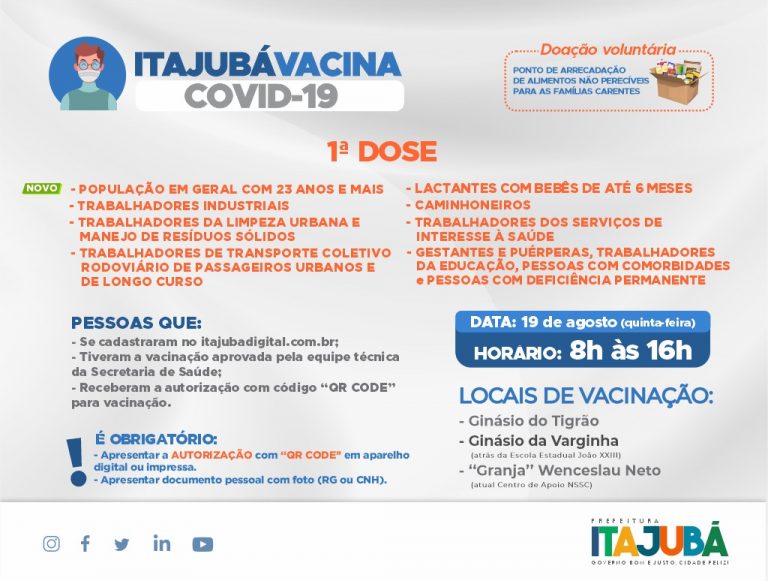 ITAJUBÁVACINA
COVID-19
Doação voluntária
PONTO DE ARRECADAÇÃO
DE ALIMENTOS NÃO PERECÍVEIS
PARA AS FAMÍLIAS CARENTES
1ª DOSE
NOVO
- POPULAÇÃO EM GERAL COM 23 ANOS E MAIS
- TRABALHADORES INDUSTRIAIS
- TRABALHADORES DA LIMPEZA URBANA E
MANEJO DE RESÍDUOS SÓLIDOS
- TRABALHADORES DE TRANSPORTE COLETIVO
RODOVIÁRIO DE PASSAGEIROS URBANOS E
DE LONGO CURSO
- LACTANTES COM BEBÊS DE ATÉ 6 MESES
- CAMINHONEIROS
- TRABALHADORES DOS SERVIÇOS DE
INTERESSE À SAÚDE
- GESTANTES E PUÉRPERAS, TRABALHADORES
DA EDUCAÇÃO, PESSOAS COM COMORBIDADES
e PESSOAS COM DEFICIÊNCIA PERMANENTE
PESSOAS QUE:
- Se cadastraram no itajubadigital.com.br;
- Tiveram a vacinação aprovada pela equipe técnica
da Secretaria de Saúde;
- Receberam a autorização com código “QR CODE”
para vacinação.
! É OBRIGATÓRIO:
- Apresentar a AUTORIZAÇÃO com “QR CODE” em aparelho
digital ou impressa.
- Apresentar documento pessoal com foto (RG ou CNH).
DATA: 19 de agosto (quinta-feira)
HORÁRIO: 8h às 16h
LOCAIS DE VACINAÇÃO:
- Ginásio do Tigrão
- Ginásio da Varginha
(atrás da Escola Estadual João XXIII)
- “Granja” Wenceslau Neto
(atual Centro de Apoio NSSC)
PREFEITURA
ITAJUBÁ
GOVERNO BOM E JUSTO, CIDADE FELIZ!